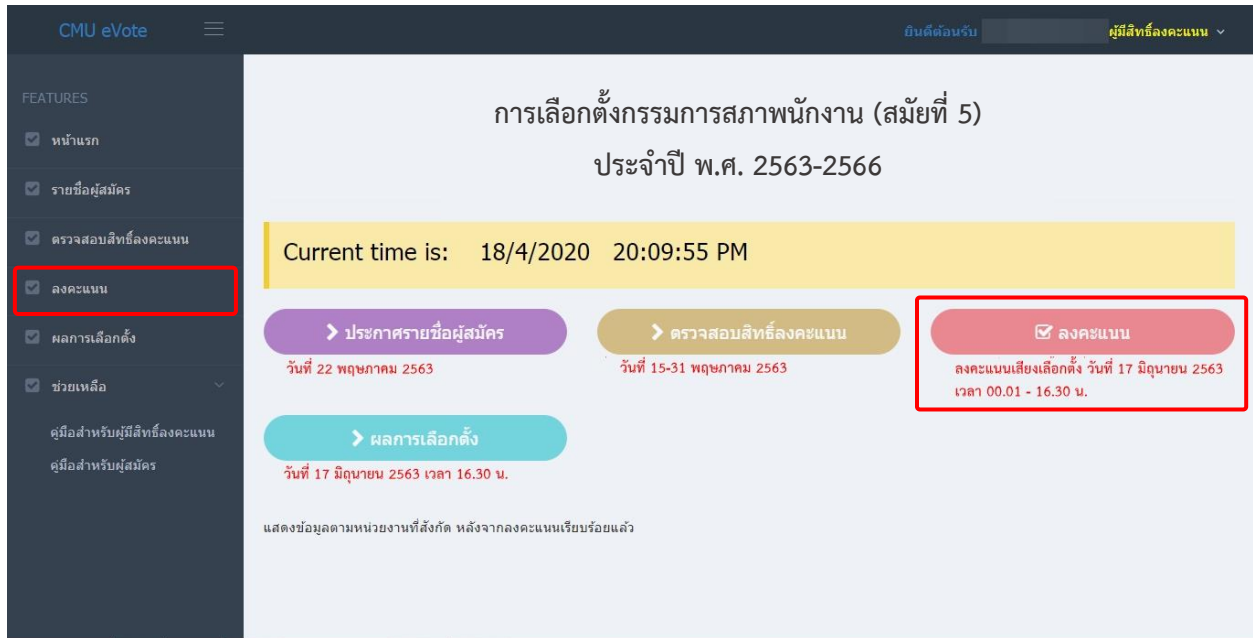 CMU eVote
ยินดีต้อนรับ
ผู้มีสิทธิ์ลงคะแนน
FEATURES
หน้าแรก
รายชื่อผู้สมัคร
ตรวจสอบสิทธิ์ลงคะแนน
ลงคะแนน
ผลการเลือกตั้ง
ช่วยเหลือ
คู่มือสำหรับผู้มีสิทธิ์ลงคะแนน
คู่มือสำหรับผู้สมัคร
การเลือกตั้งกรรมการสภาพนักงาน (สมัยที่ 5)
ประจำปี พ.ศ. 2563-2566
Current time is: 18/4/2020 20:09:55 PM
ประกาศรายชื่อผู้สมัคร
วันที่ 22 พฤษภาคม 2563
ตรวจสอบสิทธิ์ลงคะแนน
วันที่ 15-31 พฤษภาคม 2563
ลงคะแนน
ลงคะแนนเสียงเลือกตั้ง วันที่ 17 มิถุนายน 2563
เวลา 00.01 - 16.30 น.
ผลการเลือกตั้ง
วันที่ 17 มิถุนายน 2563 เวลา 16.30 น.
แสดงข้อมูลตามหน่วยงานที่สังกัด หลังจากลงคะแนนเรียบร้อยแล้ว